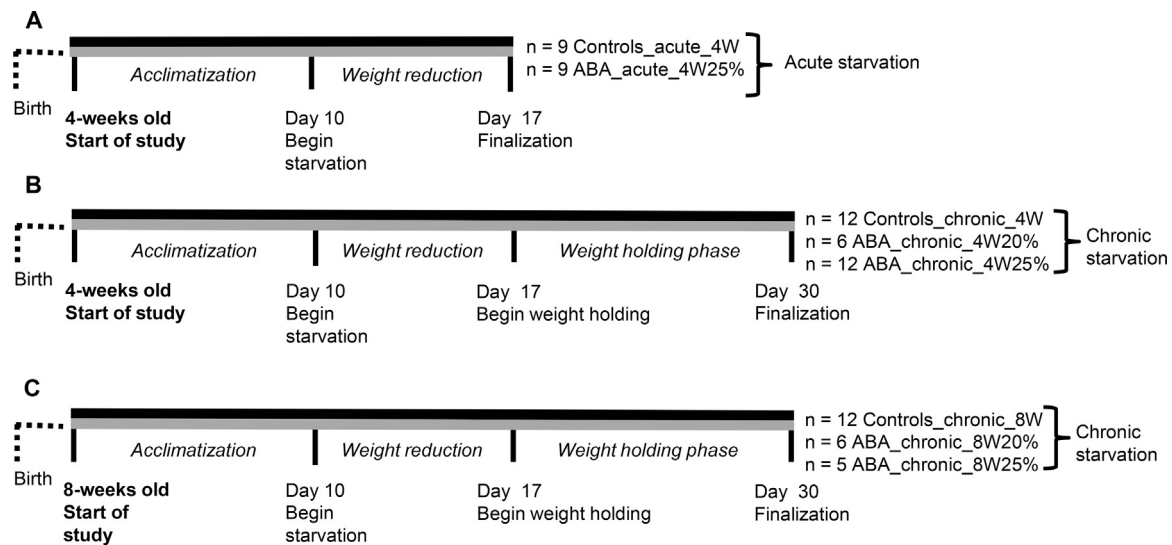 A
n = 9 Controls_acute_4W
n = 9 ABA_acute_4W25%
Acute starvation
Acclimatization
Weight reduction
Birth
4-weeks old
Start of study
Day 10
Begin
starvation
Day 17
Finalization
B
n = 12 Controls_chronic_4W
n = 6 ABA_chronic_4W20%
n = 12 ABA_chronic_4W25%
Chronic
starvation
Acclimatization
Weight reduction
Weight holding phase
Birth
4-weeks old
Start of study
Day 10
Begin
starvation
Day 17
Begin weight holding
Day 30
Finalization
C
n = 12 Controls_chronic_8W
n = 6 ABA_chronic_8W20%
n = 5 ABA_chronic_8W25%
Chronic
starvation
Acclimatization
Weight reduction
Weight holding phase
Birth
8-weeks old
Start of
study
Day 10
Begin
starvation
Day 17
Begin weight holding
Day 30
Finalization